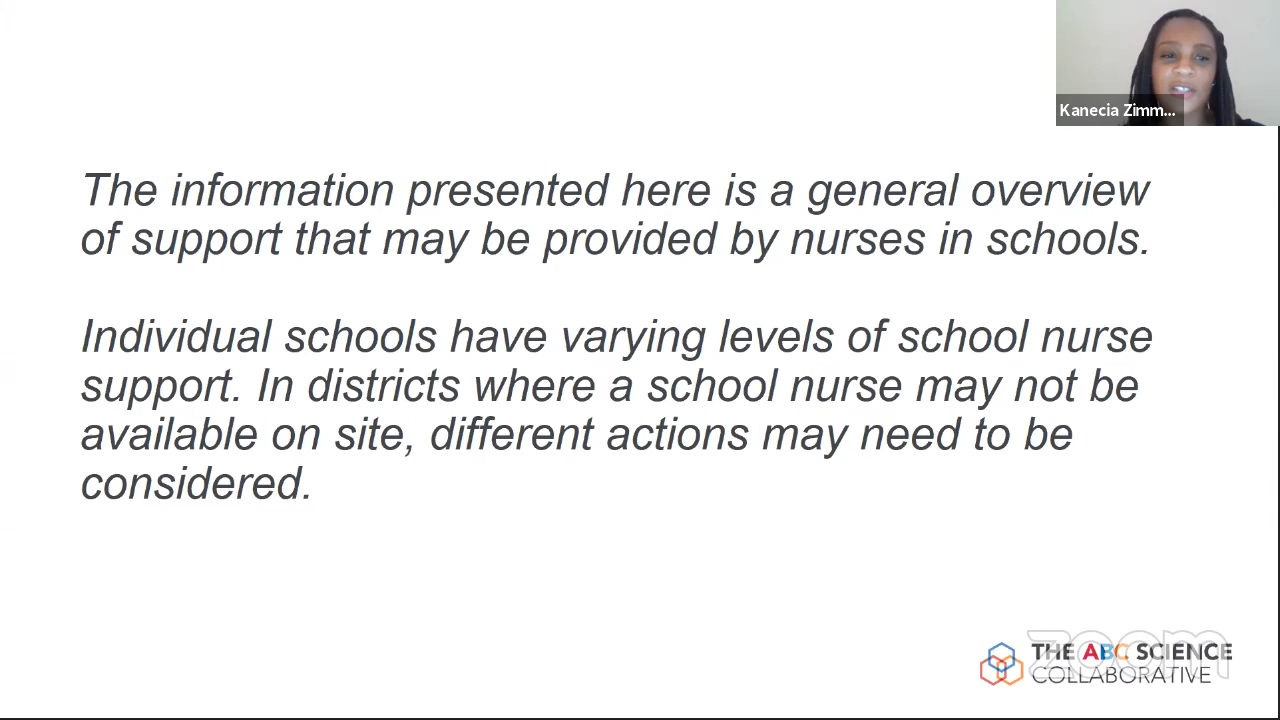 Kanecia Zimm...
The information presented here is a general overview
of support that may be provided by nurses in schools.
Individual schools have varying levels of school nurse
support. In districts where a school nurse may not be
available on site, different actions may need to be
considered.
zoom
THE ABC SCIENCE
COLLABORATIVE